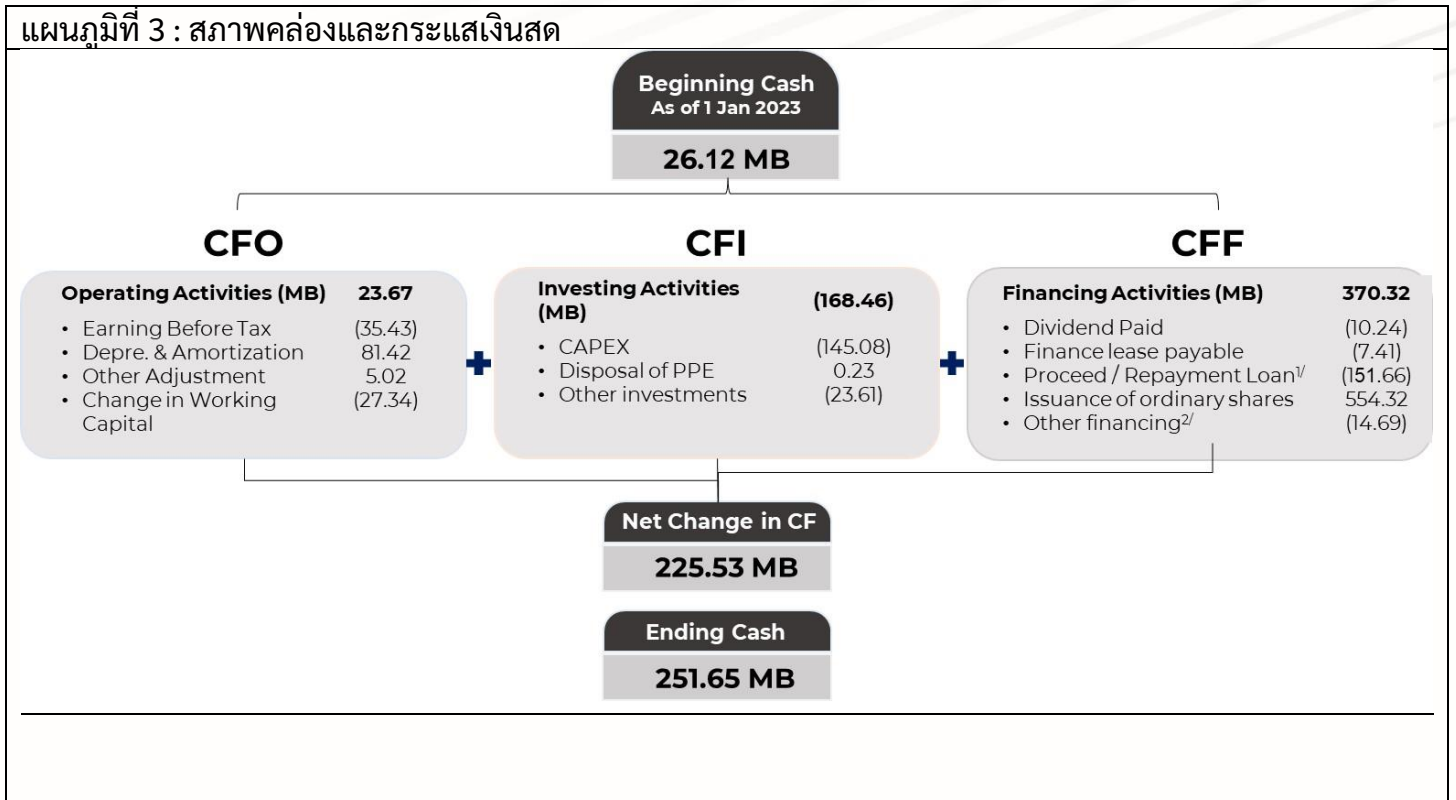 แผนภูมิที่ 3 : สภาพคล่องและกระแสเงินสด
Beginning Cash
As of 1 Jan 2023
26.12 MB
CFO
Operating Activities (MB) 23.67
• Earning Before Tax (35.43)
• Depre. & Amortization 81.42
• Other Adjustment 5.02
• Change in Working (27.34)
Capital
+
CFI
Investing Activities
(MB) (168.46)
• CAPEX (145.08)
• Disposal of PPE 0.23
• Other investments (23.61)
+
CFF
Financing Activities (MB) 370.32
• Dividend Paid (10.24)
• Finance lease payable (7.41)
• Proceed / Repayment Loan1/ (151.66)
• Issuance of ordinary shares 554.32
• Other financing2/ (14.69)
Net Change in CF
225.53 MB
Ending Cash
251.65 MB